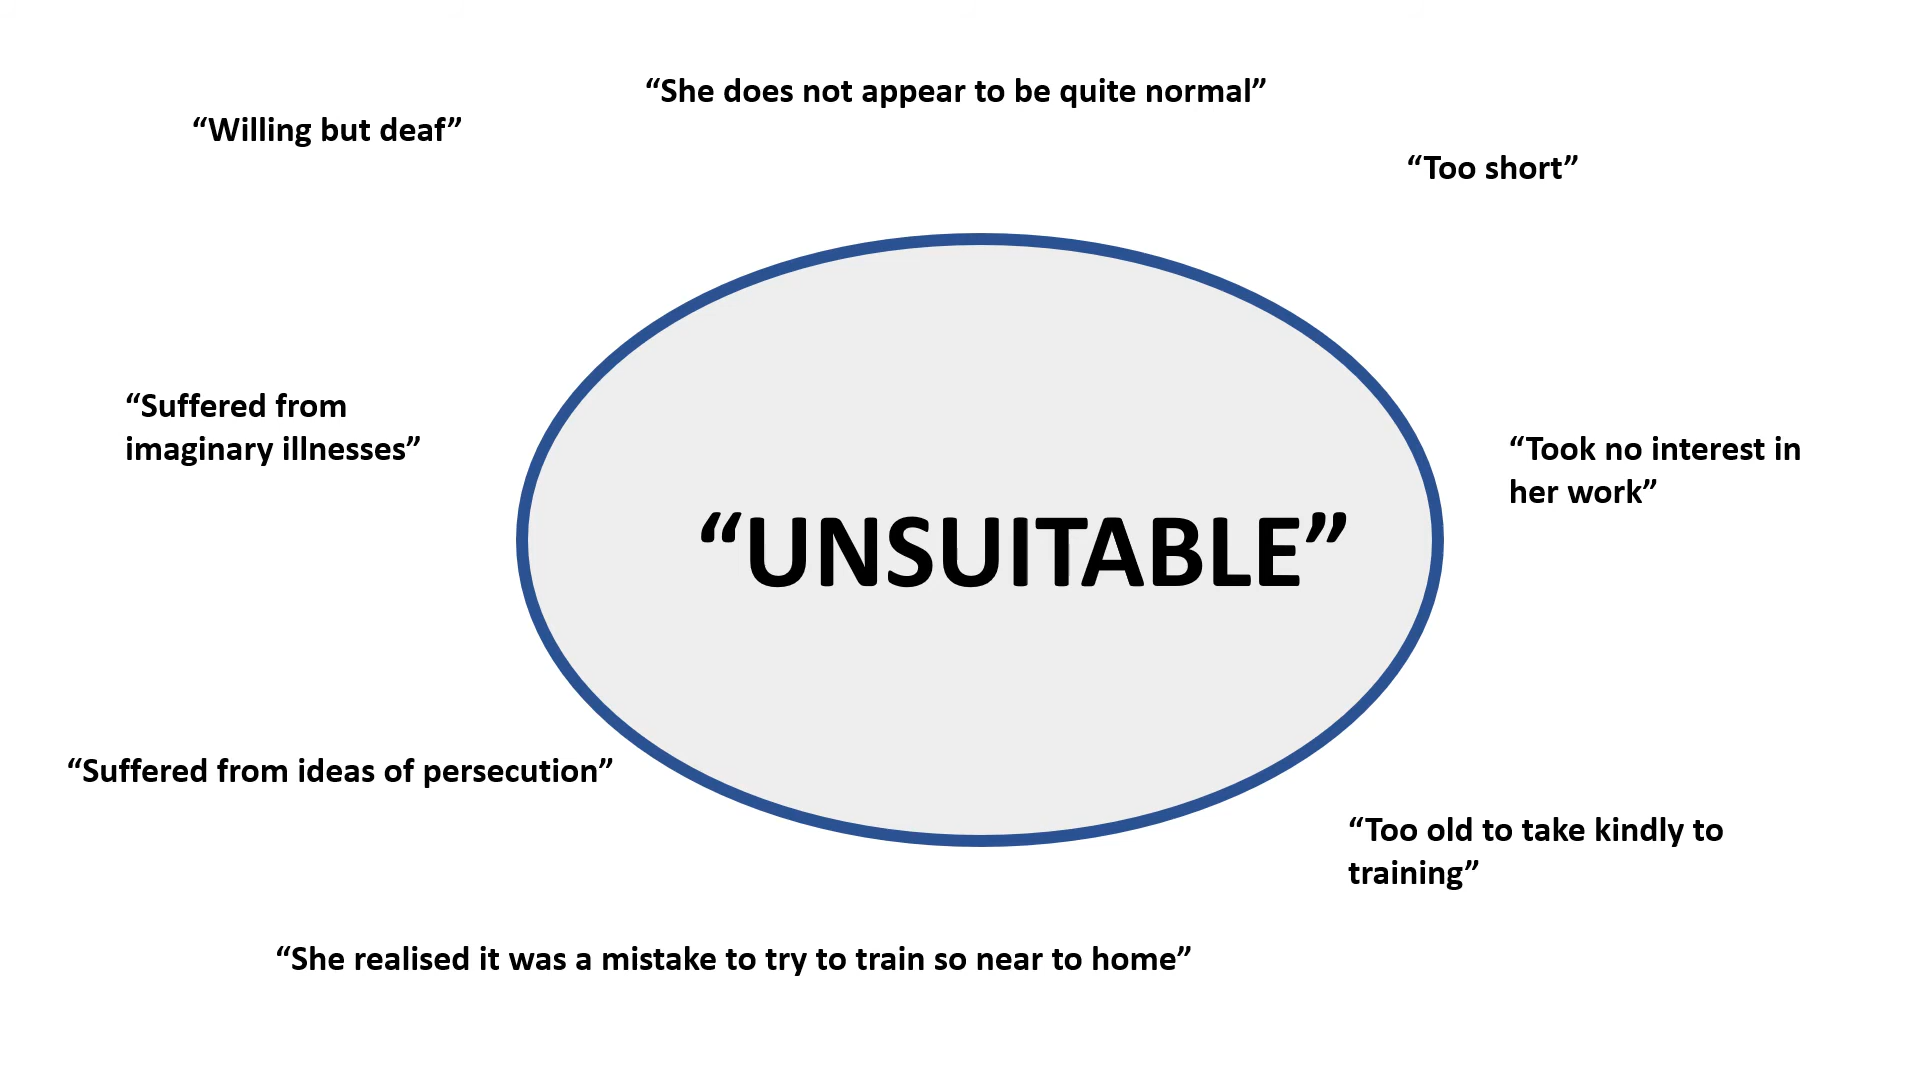 “She does not appear to be quite normal”
“Willing but deaf”
“Too short”
“Suffered from
imaginary illnesses”
“Took no interest in
her work”
“UNSUITABLE”
“Suffered from ideas of persecution”
“Too old to take kindly to
training”
“She realised it was a mistake to try to train so near to home”